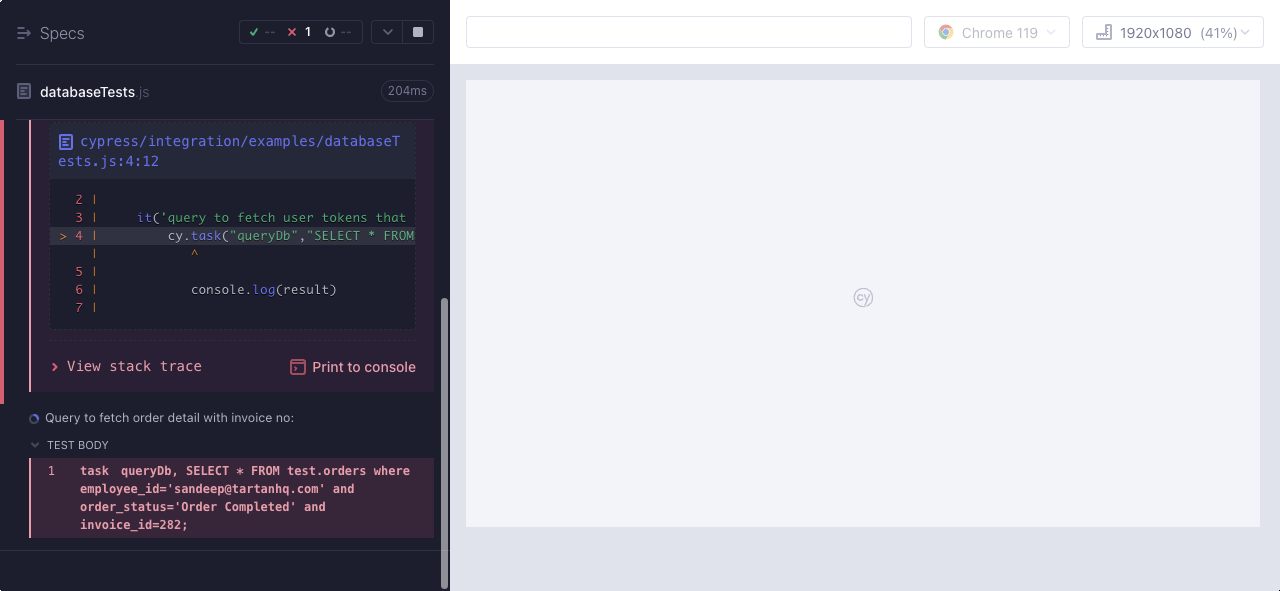 Specs
-- 1 --
databaseTests.js
204ms
cypress/integration/examples/databaseT
ests.js:4:12
2 |
3 | it('query to fetch user tokens that
> 4 | cy.task("queryDb","SELECT * FROM
| ^
5 |
6 | console.log(result)
7 |
View stack trace
Print to console
Query to fetch order detail with invoice no:
TEST BODY
1 task queryDb, SELECT * FROM test.orders where
employee_id='sandeep@tartanhq.com' and
order_status='Order Completed' and
invoice_id=282;
Chrome 119
1920x1080 (41%)
cy